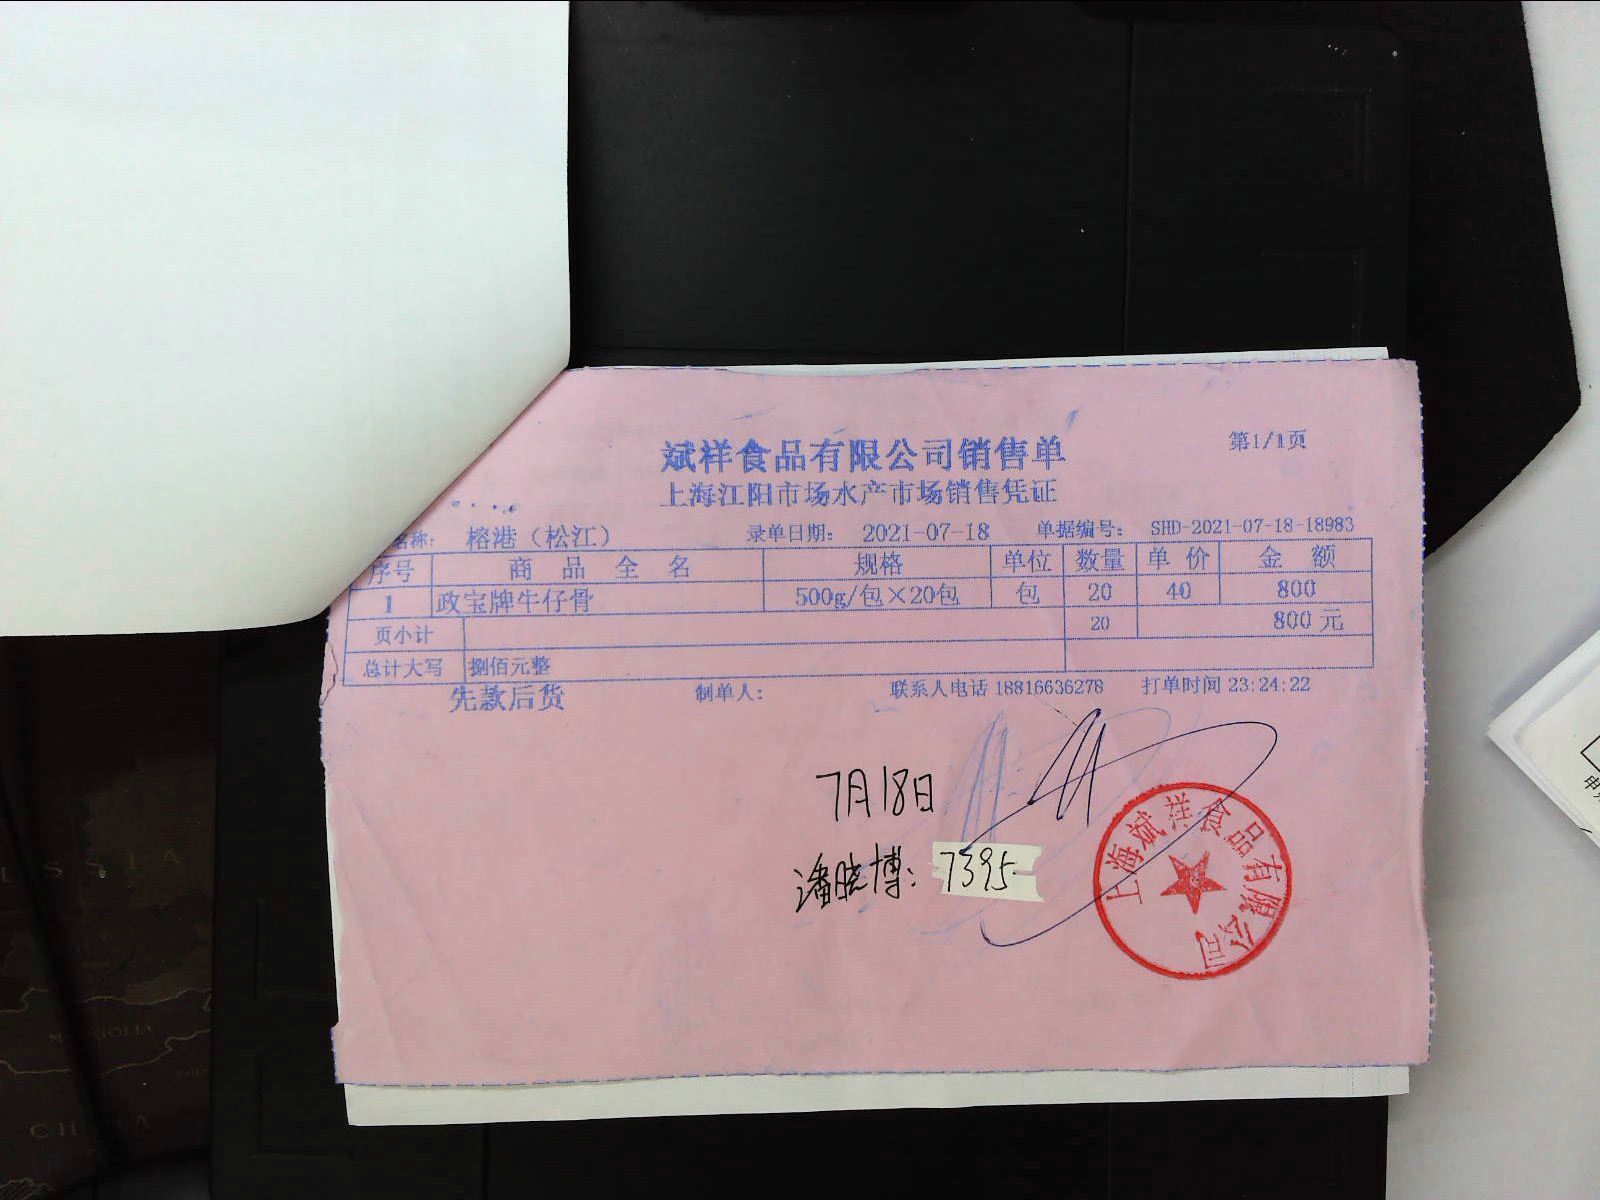 斌祥食品有限公司销售单
第1/1页
上海江阳市场水产市场销售凭证
名称: 榕港（松江） 录单日期: 2021-07-18 单据编号: SHD-2021-07-18-18983
序号 商品全名 规格 单位 数量 单价 金额
1 政宝牌牛仔骨 500g/包×20包 包 20 40 800
页小计 20 800元
总计大写 捌佰元整
先款后货 制单人: 联系人电话 18816636278 打单时间 23:24:22
7月18日
潘晓博: 7395
上海斌祥食品有限公司
MONGOLIA
CHINA